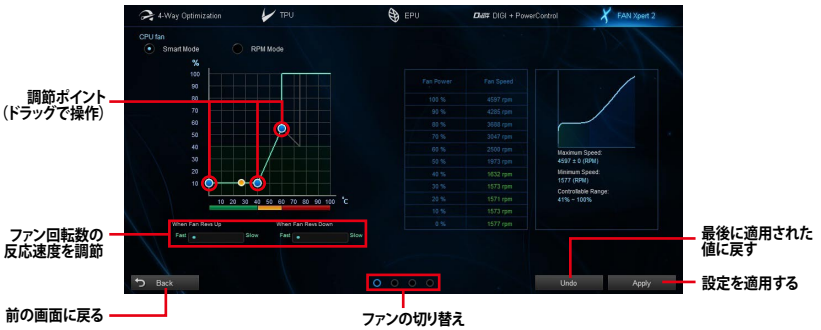 4-Way Optimization TPU EPU DIGI+ DIGI + PowerControl FAN Xpert 2
CPU fan
Smart Mode RPM Mode
%
100
90
80
70
60
50
40
30
20
10
10 20 30 40 50 60 70 80 90 100 °C
When Fan Revs Up When Fan Revs Down
Fast Slow Fast Slow
Fan Power Fan Speed
100 % 4597 rpm
90 % 4285 rpm
80 % 3698 rpm
70 % 3047 rpm
60 % 2500 rpm
50 % 1973 rpm
40 % 1632 rpm
30 % 1573 rpm
20 % 1571 rpm
10 % 1573 rpm
0 % 1577 rpm
Maximum Speed:
4597 ± 0 (RPM)
Minimum Speed:
1577 (RPM)
Controllable Range:
41% ~ 100%
Back Undo Apply
調節ポイント
(ドラッグで操作)
ファン回転数の
反応速度を調節
前の画面に戻る
ファンの切り替え
最後に適用された
値に戻す
設定を適用する